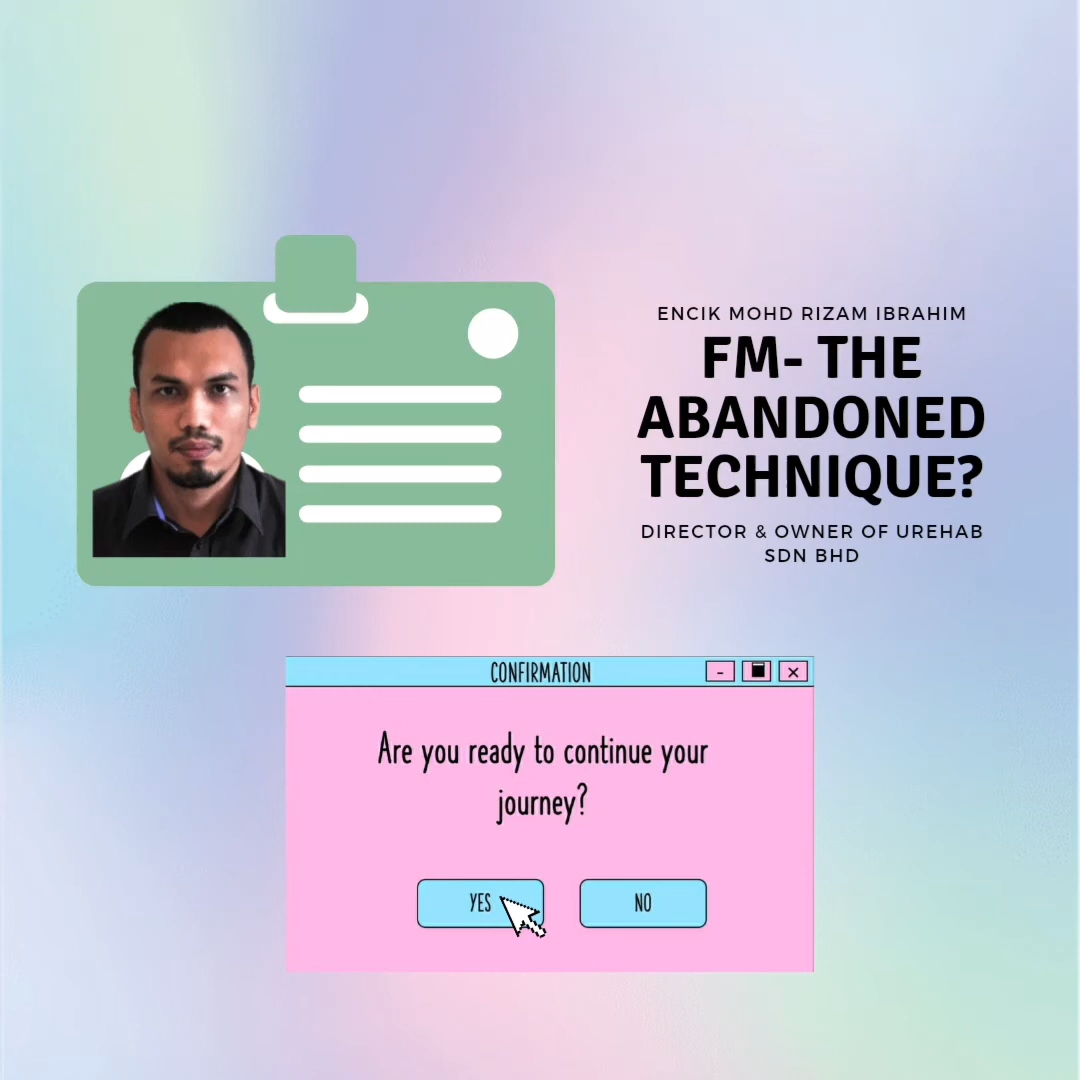 ENCIK MOHD RIZAM IBRAHIM
FM- THE
ABANDONED
TECHNIQUE?
DIRECTOR & OWNER OF UREHAB
SDN BHD
CONFIRMATION
Are you ready to continue your
journey?
YES
NO